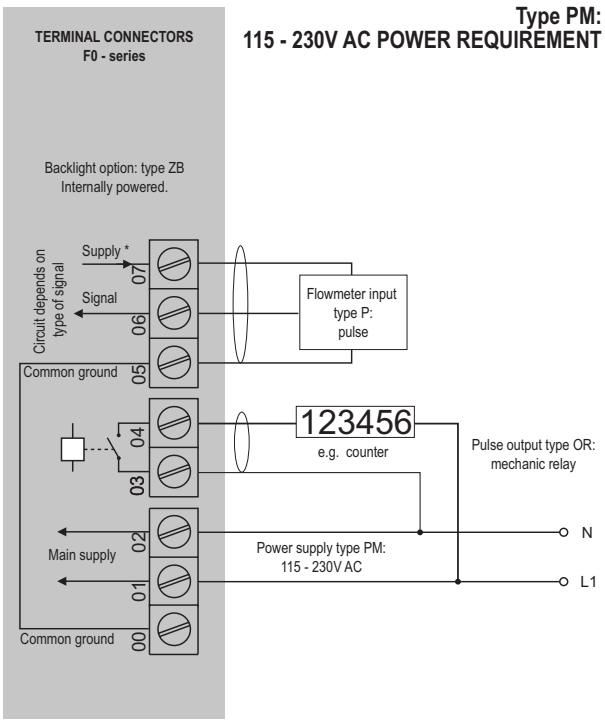 Type PM:
115 - 230V AC POWER REQUIREMENT
TERMINAL CONNECTORS
F0 - series
Backlight option: type ZB
Internally powered.
Circuit depends on
type of signal
Supply *
07
Signal
06
Common ground
05
Flowmeter input
type P:
pulse
04
03
123456
e.g. counter
Pulse output type OR:
mechanic relay
02
Main supply
01
Power supply type PM:
115 - 230V AC
N
L1
Common ground
00